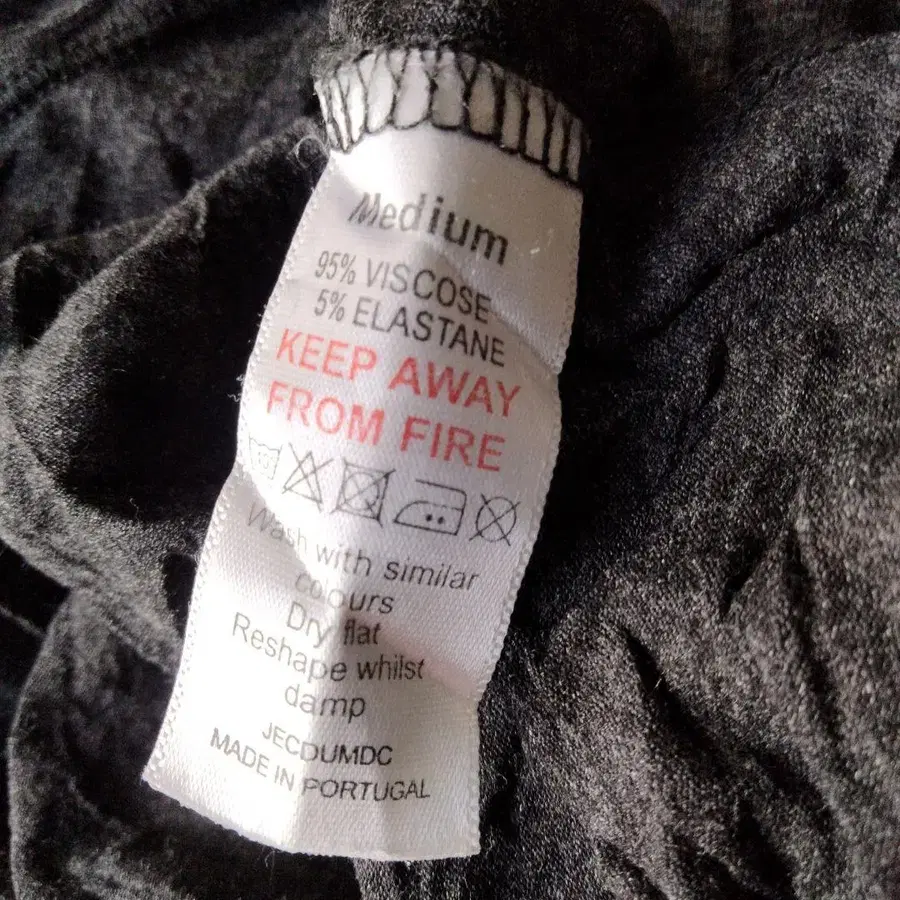 Medium
95% VISCOSE
5% ELASTANE
KEEP AWAY
FROM FIRE
Wash with similar
colours
Dry flat
Reshape whilst
damp
JECDUMDC
MADE IN PORTUGAL